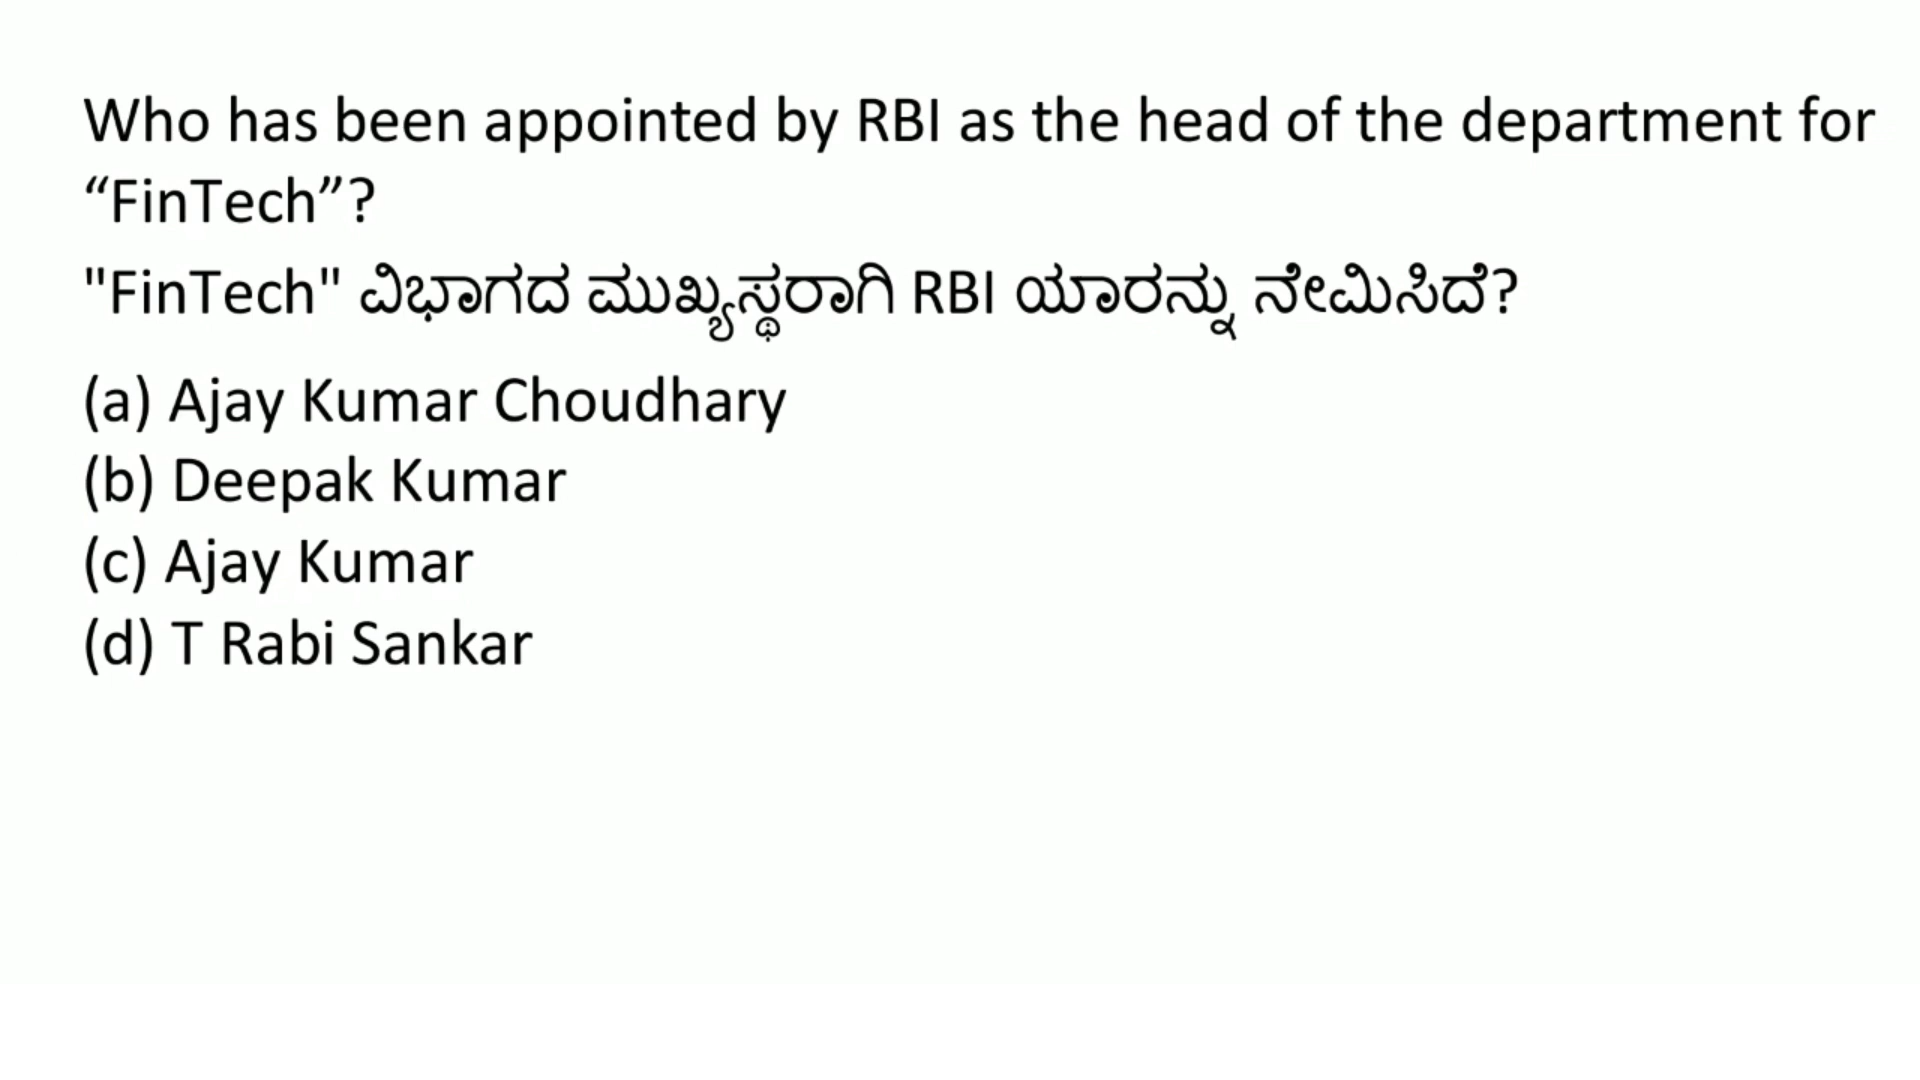 Who has been appointed by RBI as the head of the department for
“FinTech”?
"FinTech" ವಿಭಾಗದ ಮುಖ್ಯಸ್ಥರಾಗಿ RBI ಯಾರನ್ನು ನೇಮಿಸಿದೆ?
(a) Ajay Kumar Choudhary
(b) Deepak Kumar
(c) Ajay Kumar
(d) T Rabi Sankar